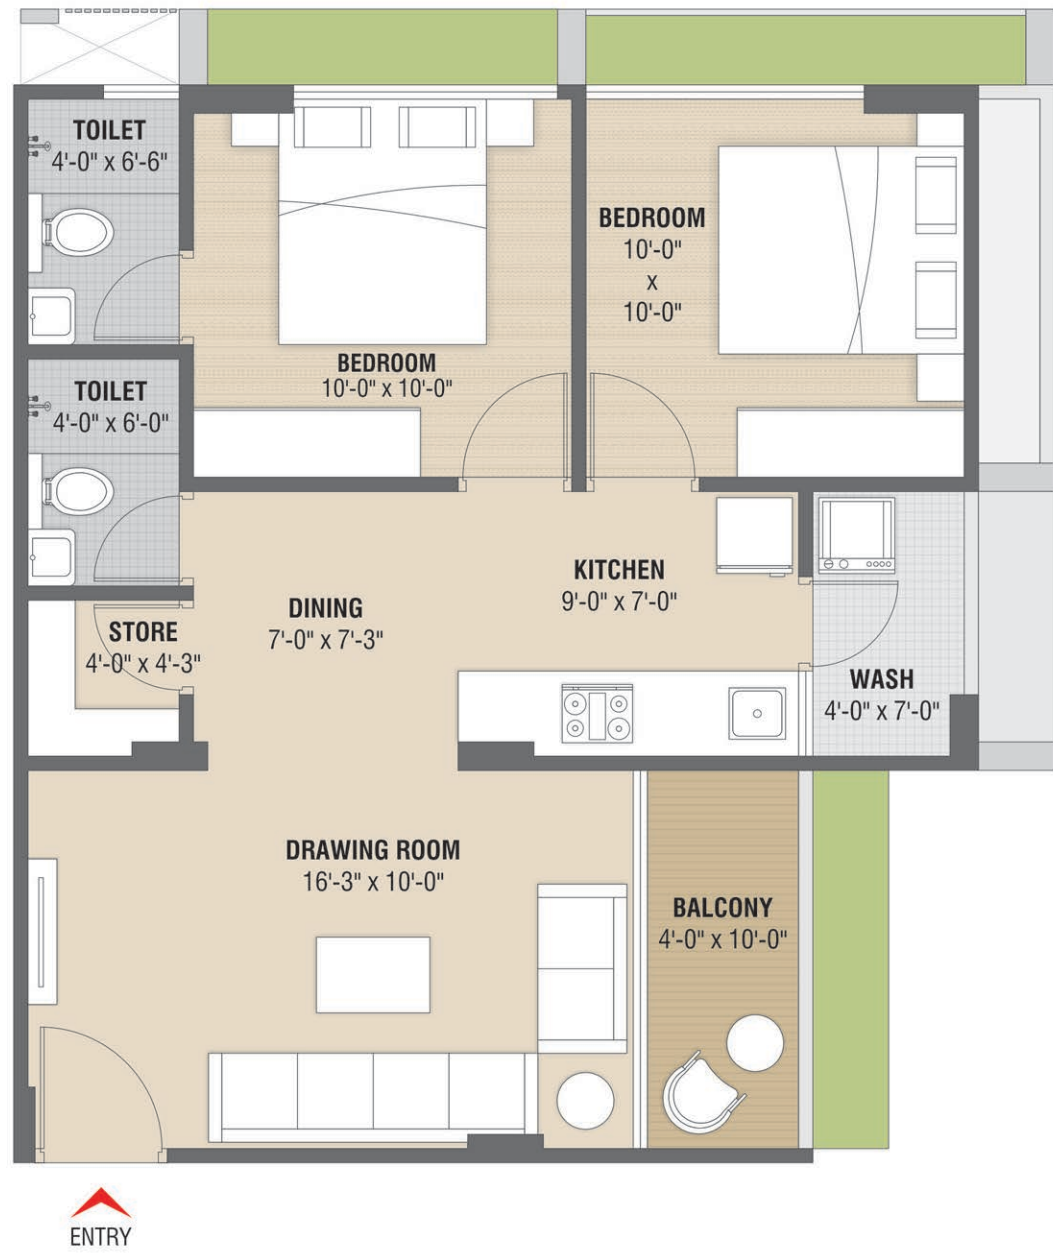 TOILET
4'-0" x 6'-6"
BEDROOM
10'-0"
x
10'-0"
BEDROOM
10'-0" x 10'-0"
TOILET
4'-0" x 6'-0"
KITCHEN
9'-0" x 7'-0"
DINING
7'-0" x 7'-3"
STORE
4'-0" x 4'-3"
WASH
4'-0" x 7'-0"
DRAWING ROOM
16'-3" x 10'-0"
BALCONY
4'-0" x 10'-0"
ENTRY